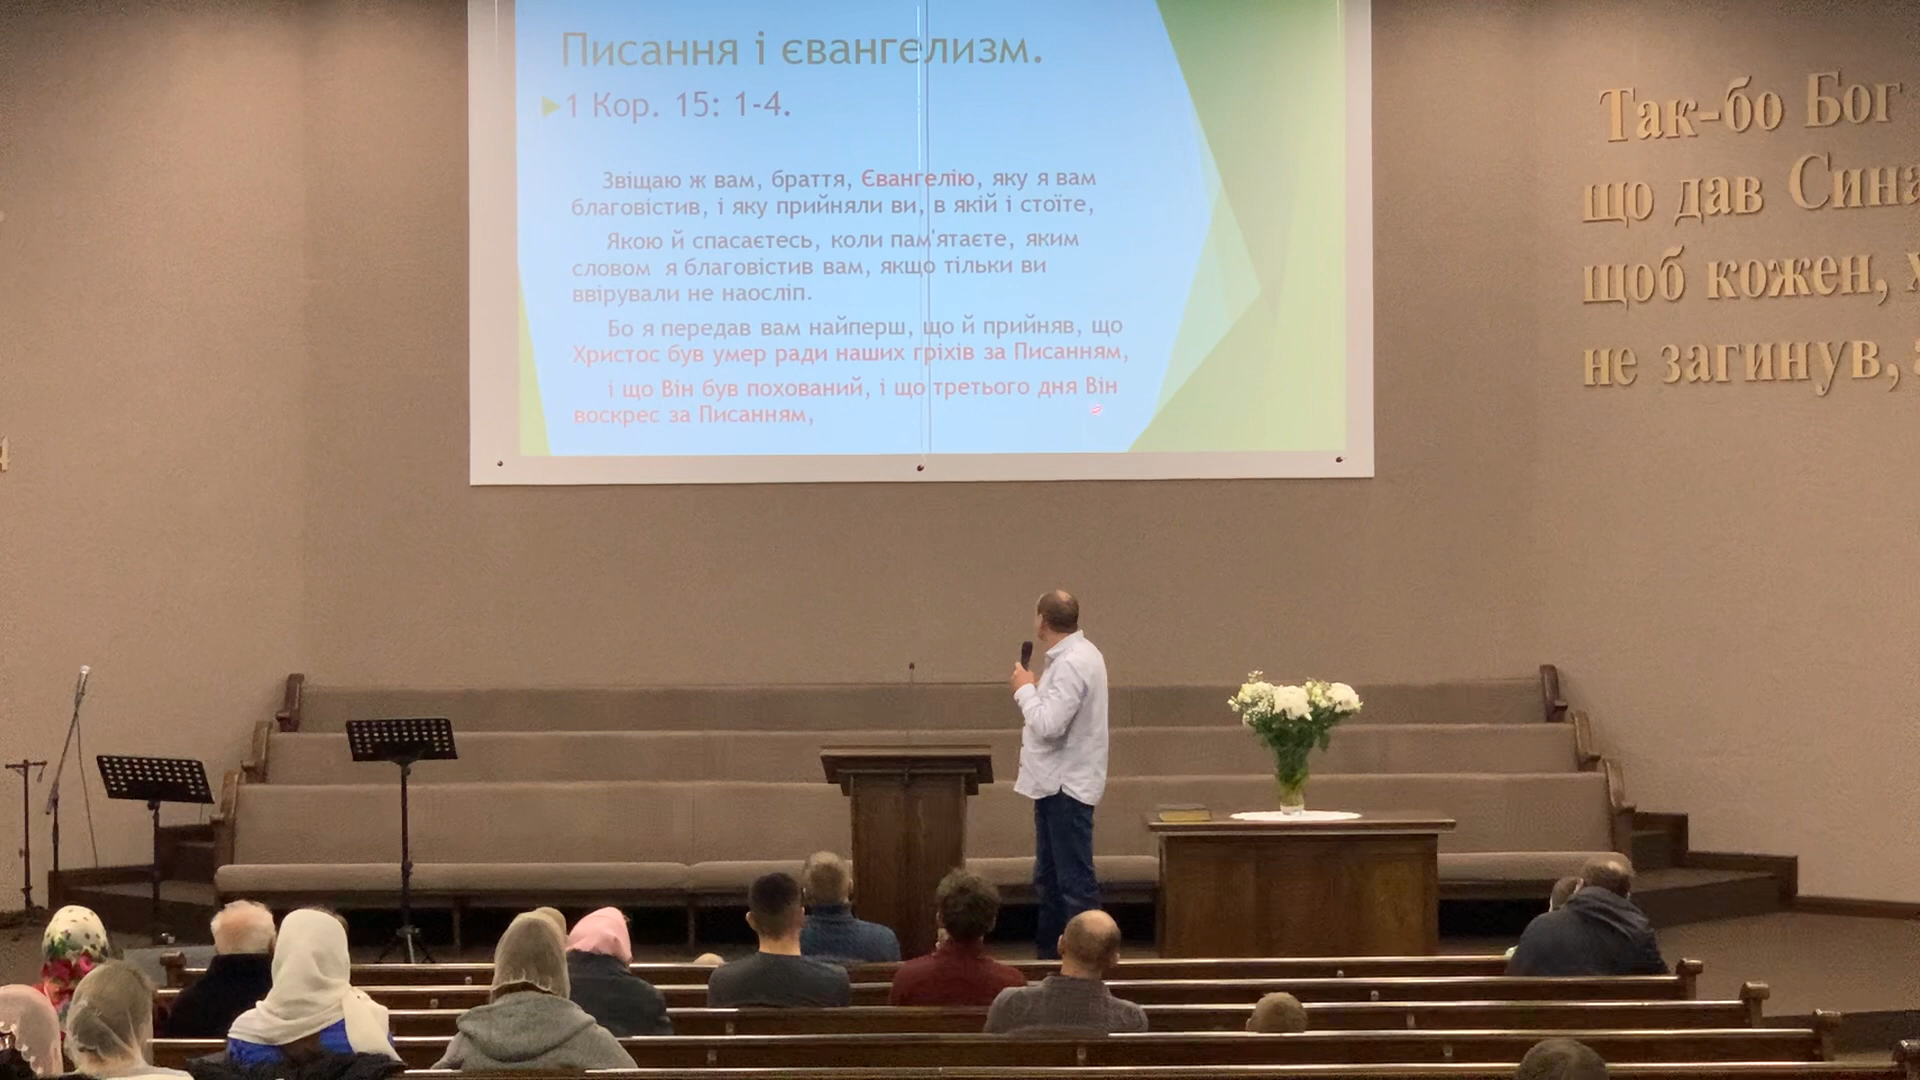 Писання і євангелизм.
1 Кор. 15: 1-4.
Звіщаю ж вам, браття, Євангелію, яку я вам
благовістив, і яку прийняли ви, в якій і стоїте,
Якою й спасаєтесь, коли пам'ятаєте, яким
словом я благовістив вам, якщо тільки ви
ввірували не наосліп.
Бо я передав вам найперш, що й прийняв, що
Христос був умер ради наших гріхів за Писанням,
і що Він був похований, і що третього дня Він
воскрес за Писанням,
Так-бо Бог
що дав Сина
щоб кожен,
не загинув,